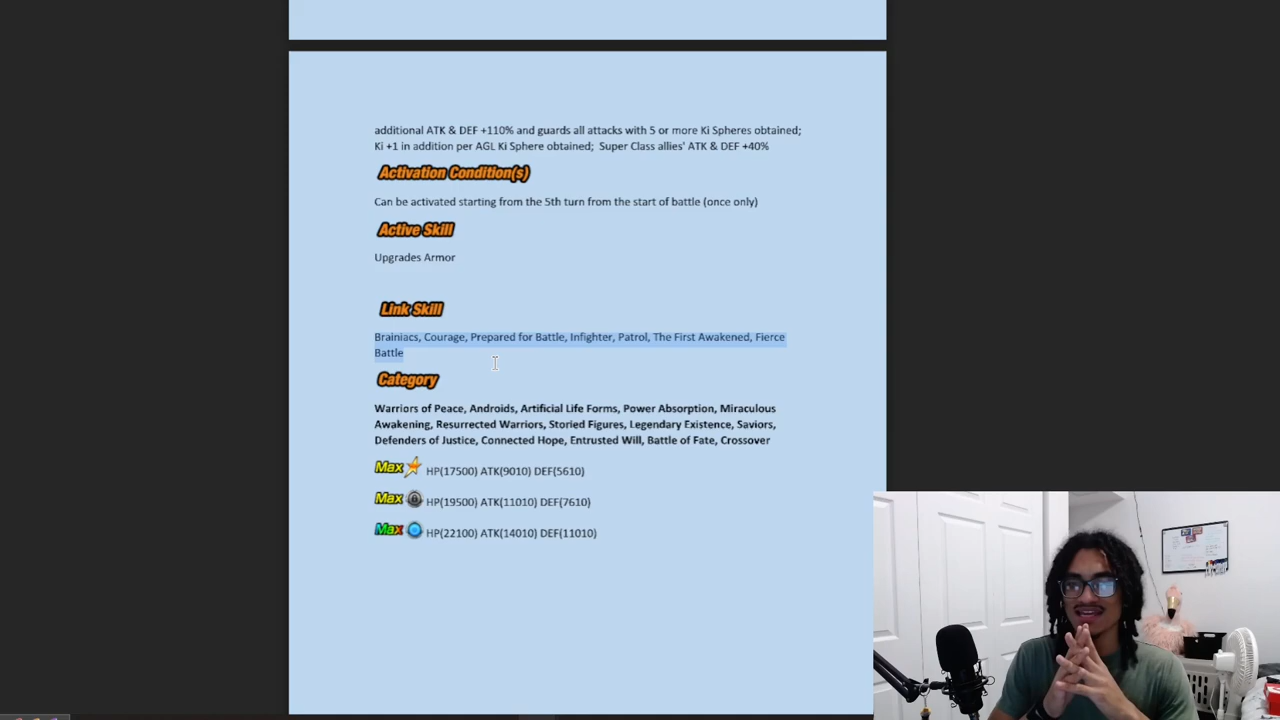 additional ATK & DEF +110% and guards all attacks with 5 or more Ki Spheres obtained;
Ki +1 in addition per AGL Ki Sphere obtained; Super Class allies' ATK & DEF +40%
Activation Condition(s)
Can be activated starting from the 5th turn from the start of battle (once only)
Active Skill
Upgrades Armor
Link Skill
Brainiacs, Courage, Prepared for Battle, Infighter, Patrol, The First Awakened, Fierce
Battle
Category
Warriors of Peace, Androids, Artificial Life Forms, Power Absorption, Miraculous
Awakening, Resurrected Warriors, Storied Figures, Legendary Existence, Saviors,
Defenders of Justice, Connected Hope, Entrusted Will, Battle of Fate, Crossover
Max HP(17500) ATK(9010) DEF(5610)
Max HP(19500) ATK(11010) DEF(7610)
Max HP(22100) ATK(14010) DEF(11010)